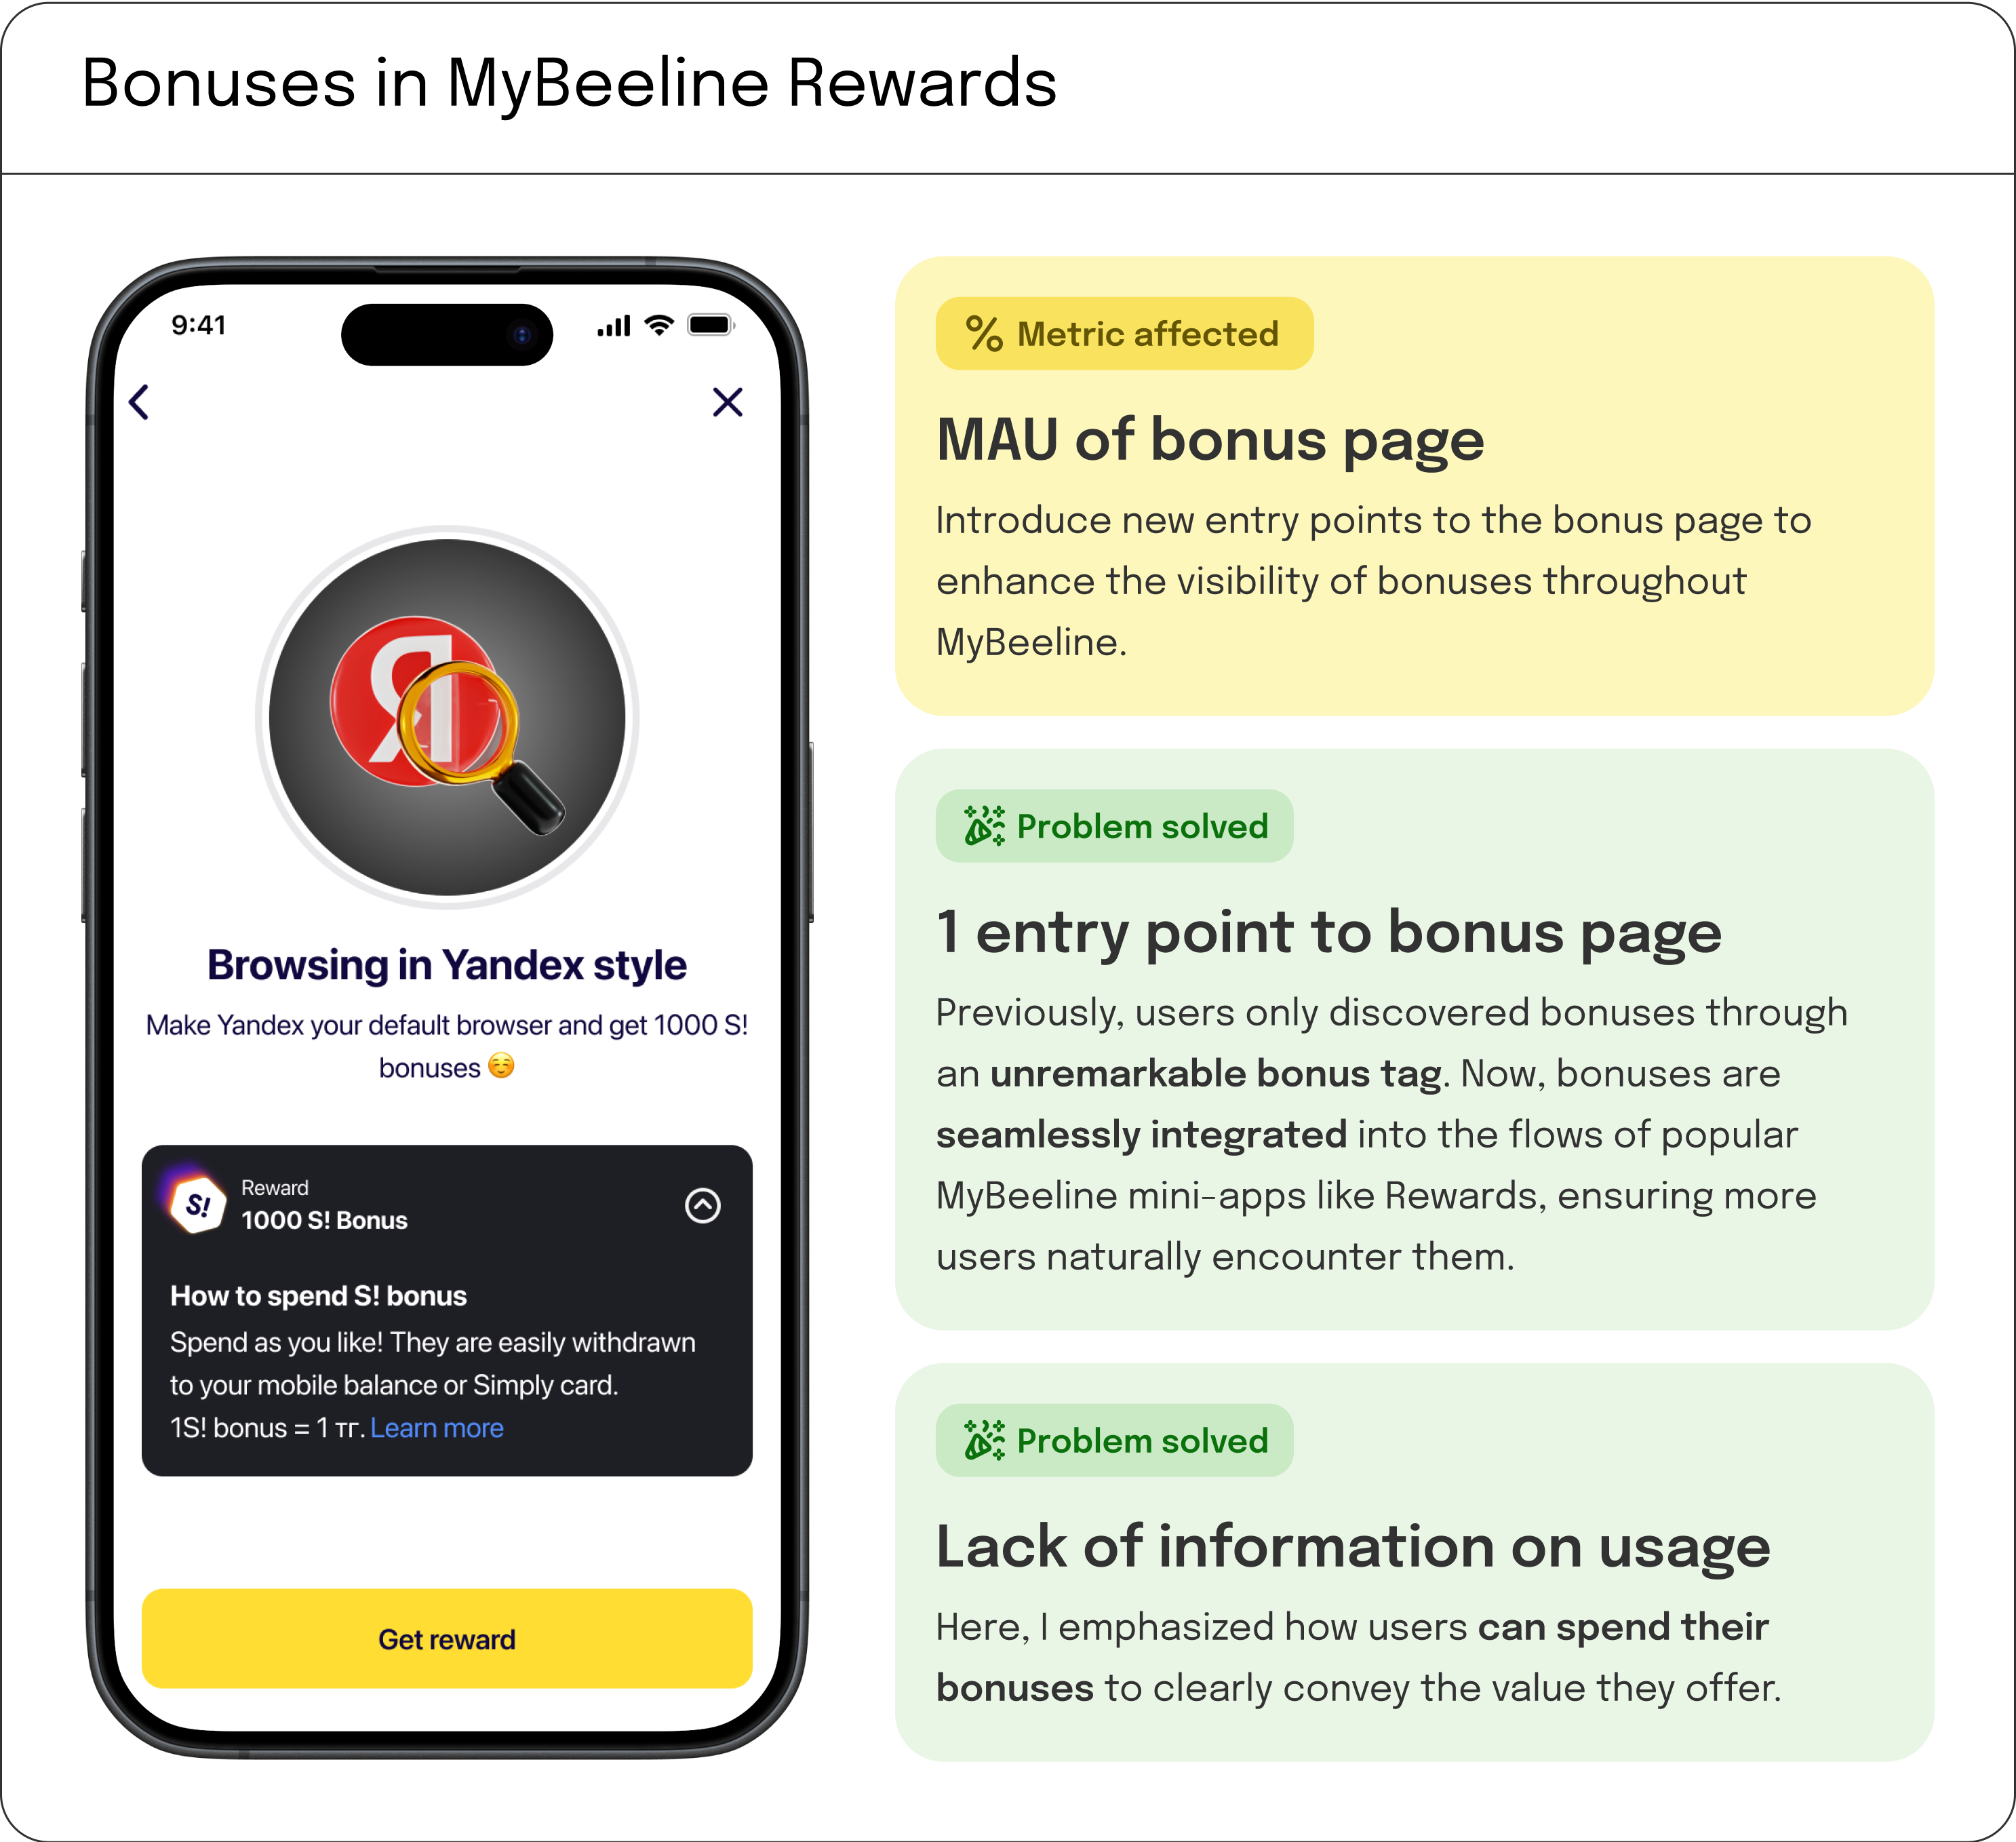 Bonuses in MyBeeline Rewards
9:41
Я
Browsing in Yandex style
Make Yandex your default browser and get 1000 S!
bonuses ☺️
S!
Reward
1000 S! Bonus
How to spend S! bonus
Spend as you like! They are easily withdrawn
to your mobile balance or Simply card.
1S! bonus = 1 тг. Learn more
Get reward
% Metric affected
MAU of bonus page
Introduce new entry points to the bonus page to
enhance the visibility of bonuses throughout
MyBeeline.
Problem solved
1 entry point to bonus page
Previously, users only discovered bonuses through
an unremarkable bonus tag. Now, bonuses are
seamlessly integrated into the flows of popular
MyBeeline mini-apps like Rewards, ensuring more
users naturally encounter them.
Problem solved
Lack of information on usage
Here, I emphasized how users can spend their
bonuses to clearly convey the value they offer.